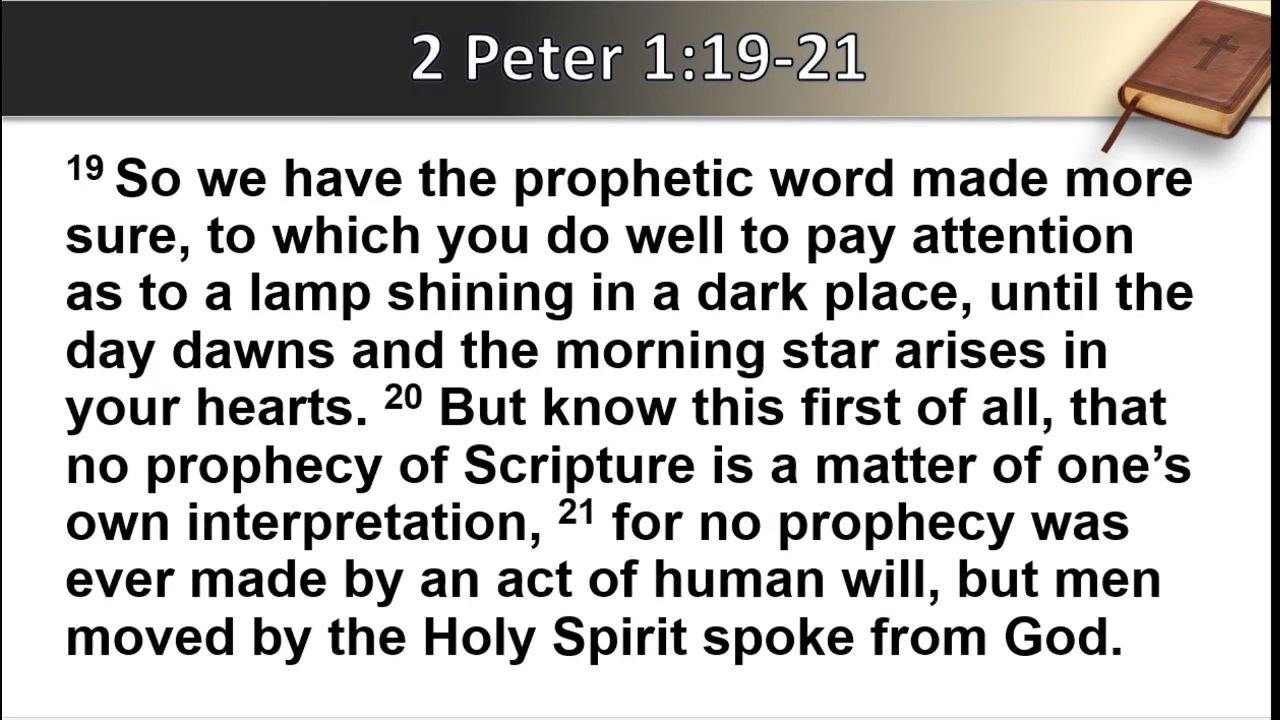 2 Peter 1:19-21
19 So we have the prophetic word made more
sure, to which you do well to pay attention
as to a lamp shining in a dark place, until the
day dawns and the morning star arises in
your hearts. 20 But know this first of all, that
no prophecy of Scripture is a matter of one’s
own interpretation, 21 for no prophecy was
ever made by an act of human will, but men
moved by the Holy Spirit spoke from God.